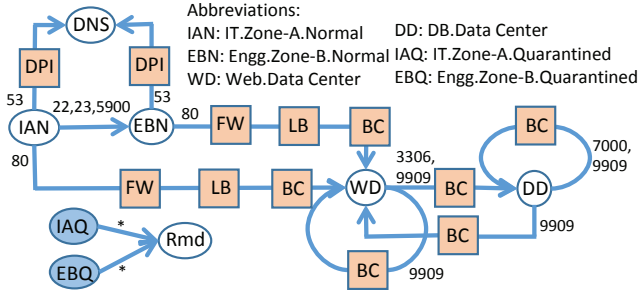 Abbreviations:
IAN: IT.Zone-A.Normal
EBN: Engg.Zone-B.Normal
WD: Web.Data Center
DD: DB.Data Center
IAQ: IT.Zone-A.Quarantined
EBQ: Engg.Zone-B.Quarantined
DNS
DPI
DPI
53
53
22,23,5900
IAN
EBN
80
FW
LB
BC
BC
7000,
9909
80
3306,
9909
FW
LB
BC
WD
BC
DD
IAQ
*
Rmd
EBQ
*
BC
9909
BC
9909